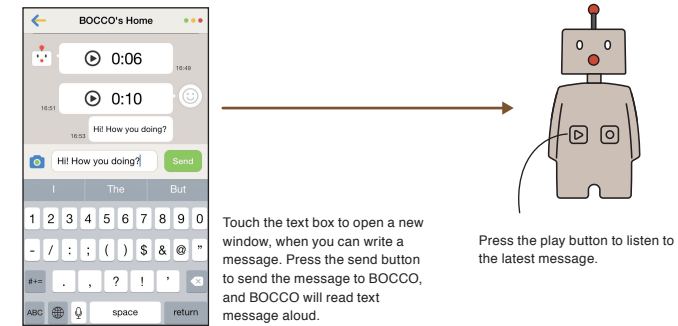 BOCCO's Home
0:06
16:49
0:10
16:51
Hi! How you doing?
16:53
Hi! How you doing?
Send
I The But
1 2 3 4 5 6 7 8 9 0
- / : ; ( ) $ & @ "
#+= . , ? ! '
ABC space return
Touch the text box to open a new
window, when you can write a
message. Press the send button
to send the message to BOCCO,
and BOCCO will read text
message aloud.
Press the play button to listen to
the latest message.